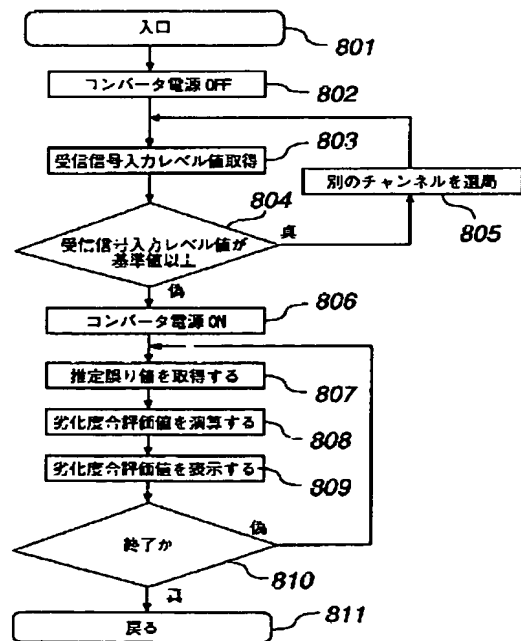 入口
801
コンバータ電源 OFF
802
803
受信信号入力レベル値取得
別のチャンネルを選局
804
805
受信信号入力レベル値が
基準値以上
真
偽
806
コンバータ電源 ON
推定誤り値を取得する
807
劣化度合評価値を演算する
808
劣化度合評価値を表示する
809
偽
終了か
810
真
戻る
811